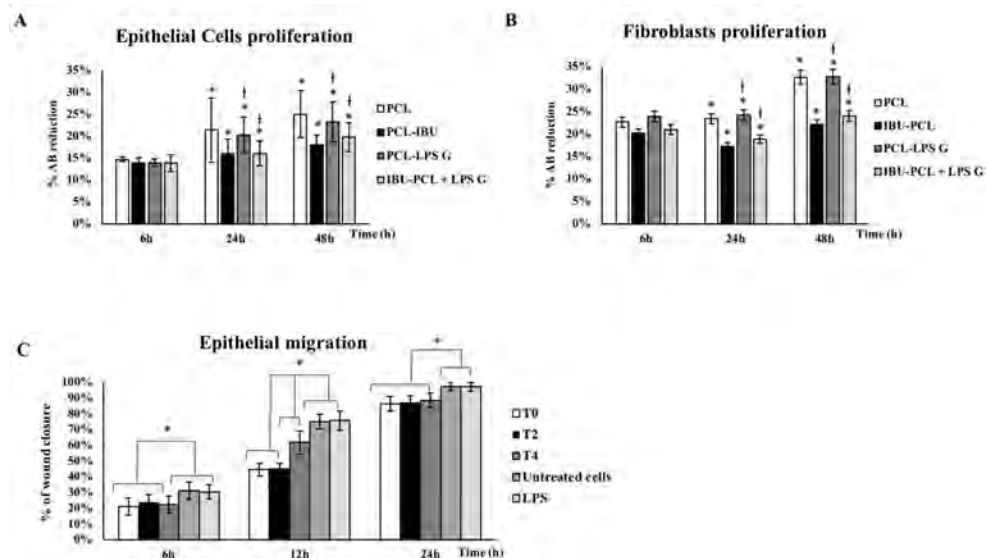 A
Epithelial Cells proliferation
% AB reduction
35%
30%
25%
20%
15%
10%
5%
0%
* * ƚ * ǂ * * * ƚ * ƚ *
6h 24h 48h Time (h)
PCL
PCL-IBU
PCL-LPS G
IBU-PCL + LPS G
B
Fibroblasts proliferation
% AB reduction
35%
30%
25%
20%
15%
10%
5%
0%
* * ƚ * ǂ * * * ƚ * ǂ *
6h 24h 48h Time (h)
PCL
IBU-PCL
PCL-LPS G
IBU-PCL + LPS G
C
Epithelial migration
% of wound closure
100%
90%
80%
70%
60%
50%
40%
30%
20%
10%
0%
* * *
6h 12h 24h Time (h)
T0
T2
T4
Untreated cells
LPS